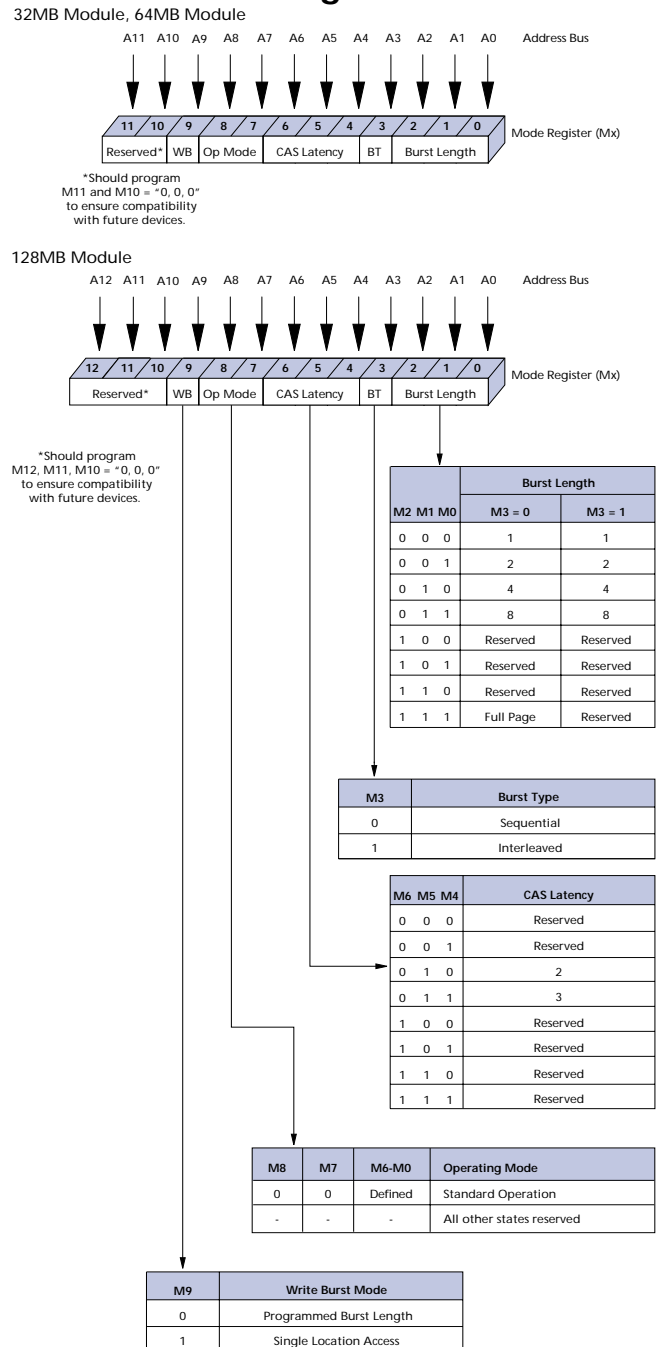 32MB Module, 64MB Module
A11 A10 A9 A8 A7 A6 A5 A4 A3 A2 A1 A0 Address Bus
11 10 9 8 7 6 5 4 3 2 1 0 Mode Register (Mx)
Reserved* WB Op Mode CAS Latency BT Burst Length
*Should program
M11 and M10 = "0, 0, 0"
to ensure compatibility
with future devices.
128MB Module
A12 A11 A10 A9 A8 A7 A6 A5 A4 A3 A2 A1 A0 Address Bus
12 11 10 9 8 7 6 5 4 3 2 1 0 Mode Register (Mx)
Reserved* WB Op Mode CAS Latency BT Burst Length
*Should program
M12, M11, M10 = "0, 0, 0"
to ensure compatibility
with future devices.
Burst Length
M2 M1 M0 M3 = 0 M3 = 1
0 0 0 1 1
0 0 1 2 2
0 1 0 4 4
0 1 1 8 8
1 0 0 Reserved Reserved
1 0 1 Reserved Reserved
1 1 0 Reserved Reserved
1 1 1 Full Page Reserved
M3 Burst Type
0 Sequential
1 Interleaved
M6 M5 M4 CAS Latency
0 0 0 Reserved
0 0 1 Reserved
0 1 0 2
0 1 1 3
1 0 0 Reserved
1 0 1 Reserved
1 1 0 Reserved
1 1 1 Reserved
M8 M7 M6-M0 Operating Mode
0 0 Defined Standard Operation
- - - All other states reserved
M9 Write Burst Mode
0 Programmed Burst Length
1 Single Location Access